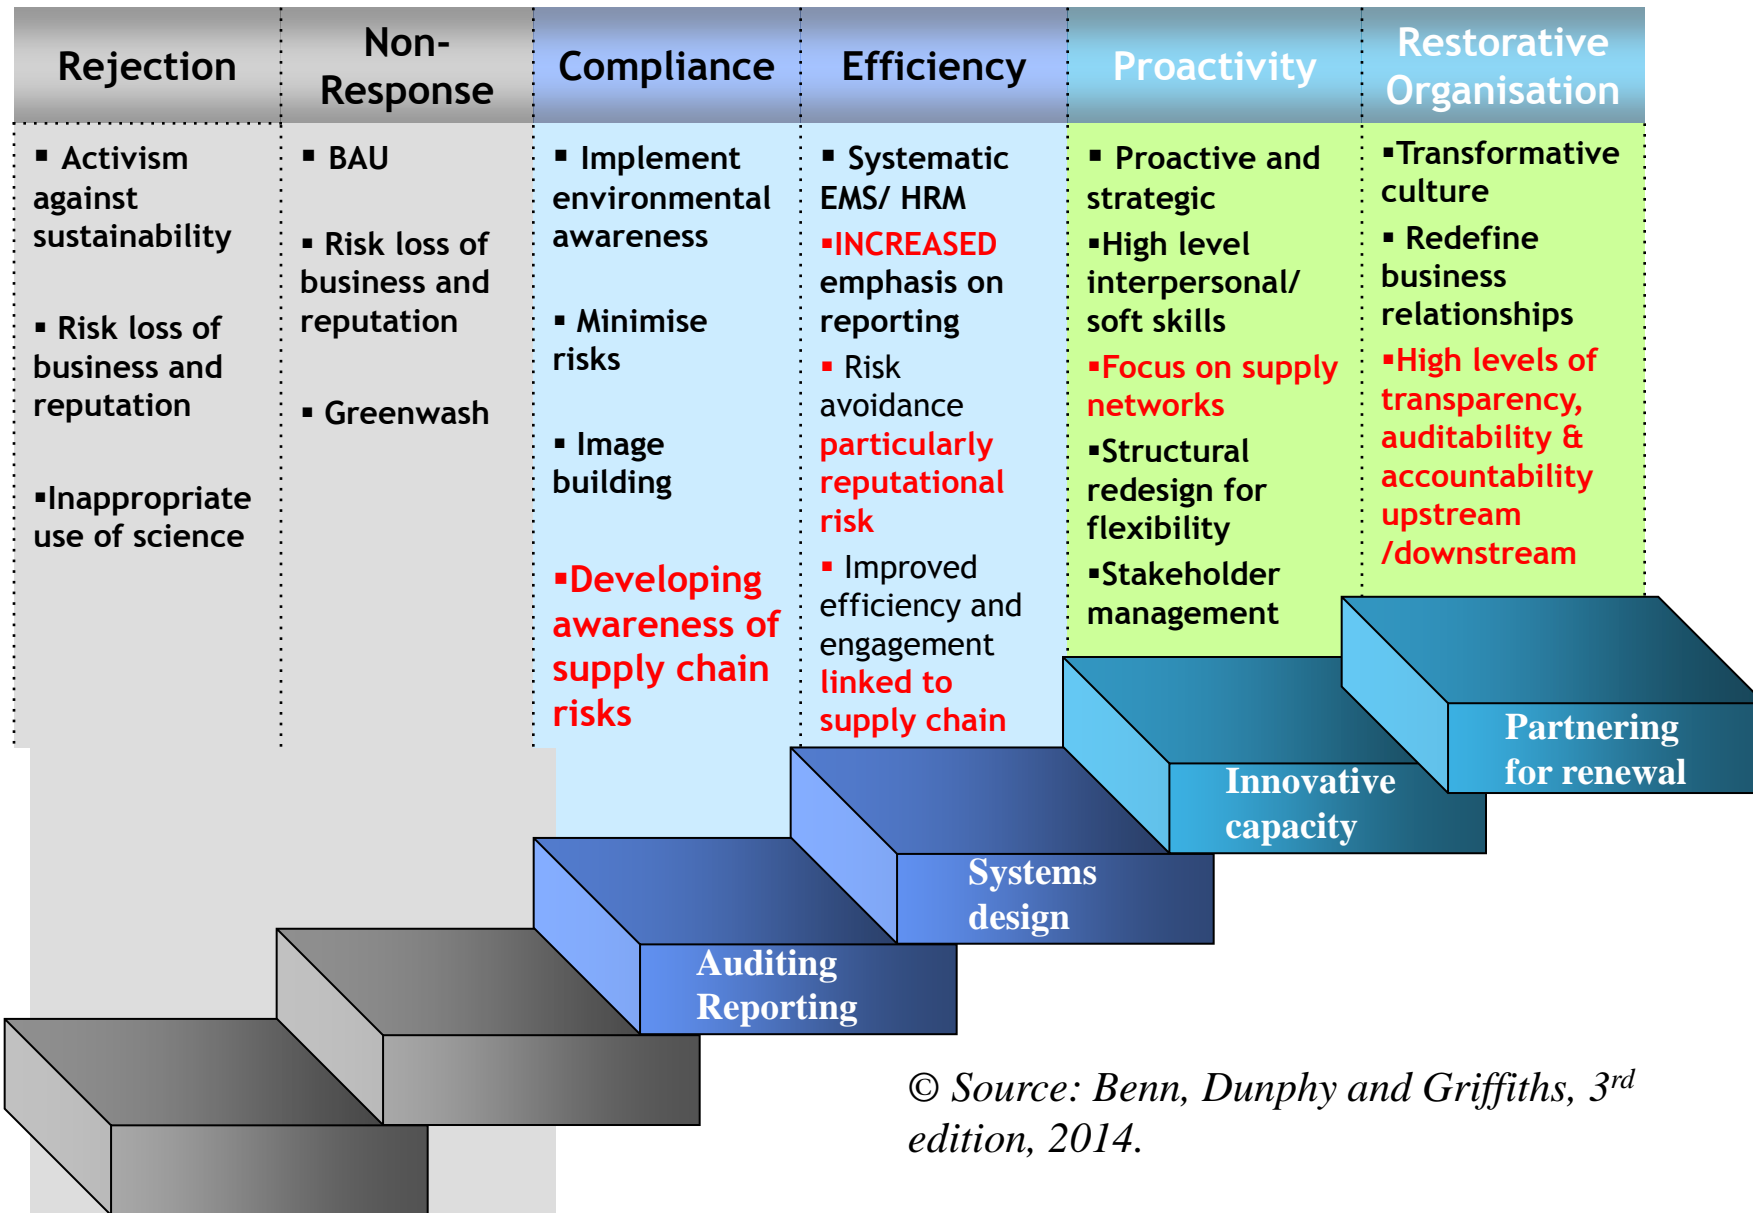 Rejection
Non-
Response
Compliance
Efficiency
Proactivity
Restorative
Organisation
▪ Activism
against
sustainability
▪ Risk loss of
business and
reputation
▪Inappropriate
use of science
▪ BAU
▪ Risk loss of
business and
reputation
▪ Greenwash
▪ Implement
environmental
awareness
▪ Minimise
risks
▪ Image
building
▪Developing
awareness of
supply chain
risks
▪ Systematic
EMS/ HRM
▪INCREASED
emphasis on
reporting
▪ Risk
avoidance
particularly
reputational
risk
▪ Improved
efficiency and
engagement
linked to
supply chain
▪ Proactive and
strategic
▪High level
interpersonal/
soft skills
▪Focus on supply
networks
▪Structural
redesign for
flexibility
▪Stakeholder
management
▪Transformative
culture
▪ Redefine
business
relationships
▪High levels of
transparency,
auditability &
accountability
upstream
/downstream
Partnering
for renewal
Innovative
capacity
Systems
design
Auditing
Reporting
© Source: Benn, Dunphy and Griffiths, 3rd
edition, 2014.